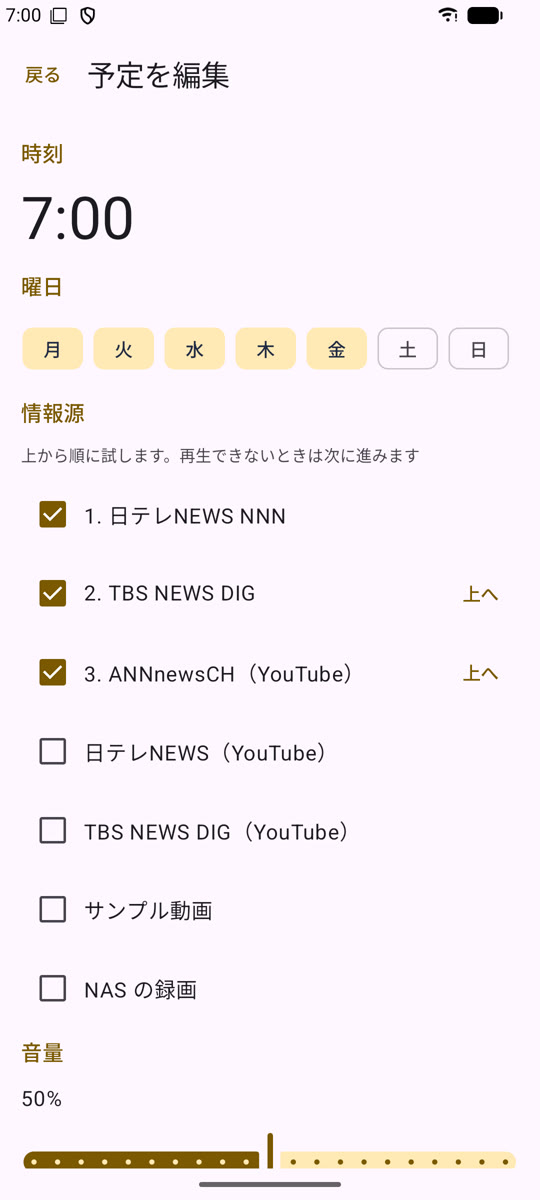 7:00
戻る 予定を編集
時刻
7:00
曜日
月 火 水 木 金 土 日
情報源
上から順に試します。再生できないときは次に進みます
1. 日テレNEWS NNN
2. TBS NEWS DIG 上へ
3. ANNnewsCH（YouTube） 上へ
日テレNEWS（YouTube）
TBS NEWS DIG（YouTube）
サンプル動画
NAS の録画
音量
50%